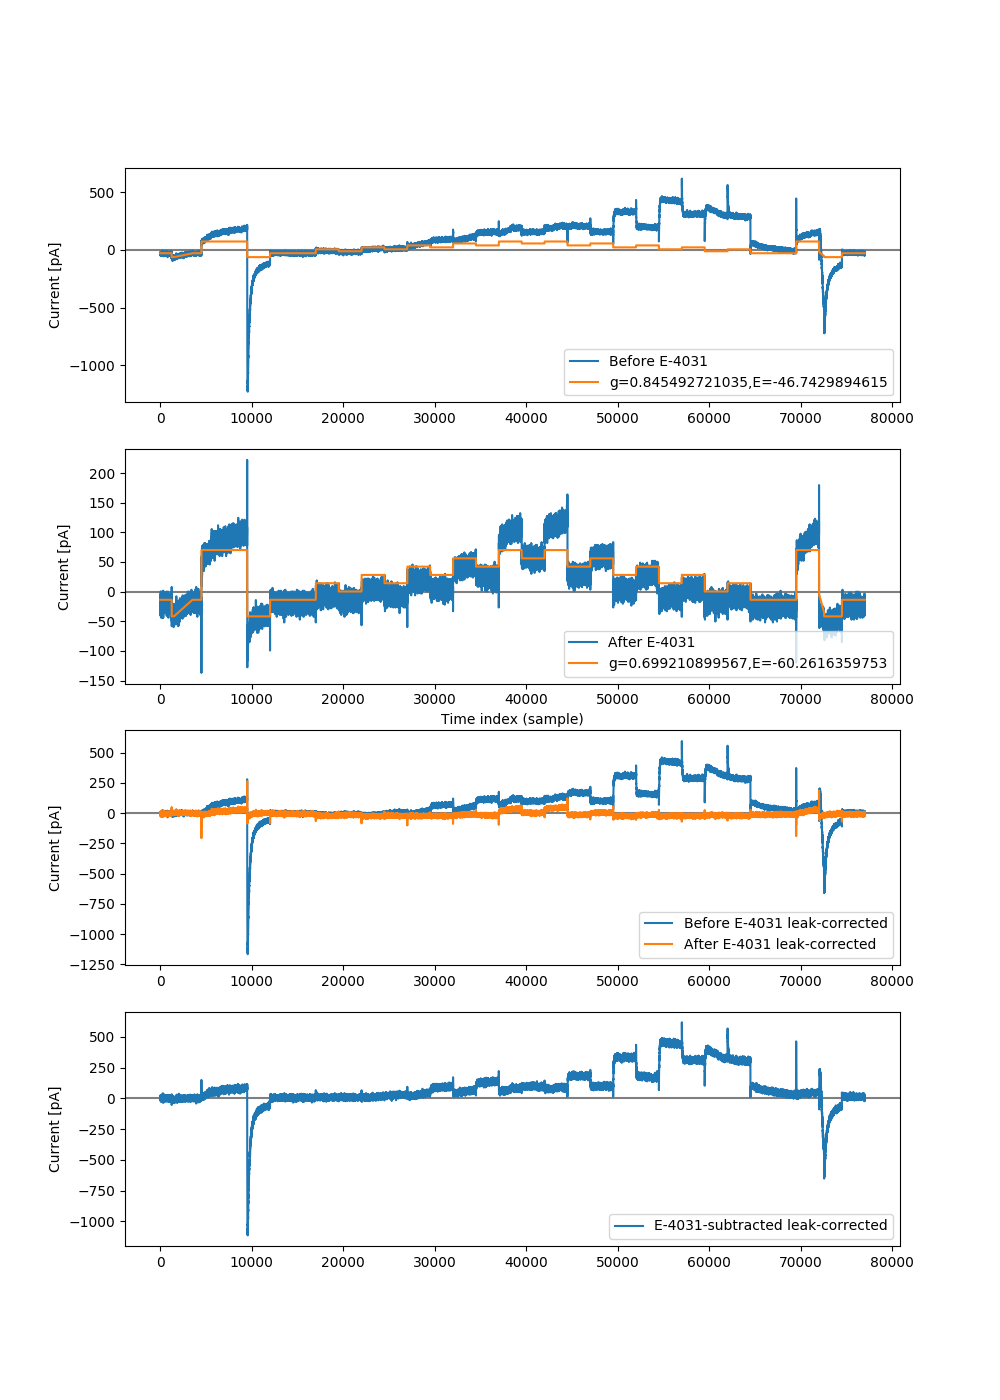 500
0
−500
−1000
Current [pA]
Before E-4031
g=0.845492721035,E=-46.7429894615
0 10000 20000 30000 40000 50000 60000 70000 80000
200
150
100
50
0
−50
−100
−150
Current [pA]
After E-4031
g=0.699210899567,E=-60.2616359753
0 10000 20000 30000 40000 50000 60000 70000 80000
Time index (sample)
500
250
0
−250
−500
−750
−1000
−1250
Current [pA]
Before E-4031 leak-corrected
After E-4031 leak-corrected
0 10000 20000 30000 40000 50000 60000 70000 80000
500
250
0
−250
−500
−750
−1000
Current [pA]
E-4031-subtracted leak-corrected
0 10000 20000 30000 40000 50000 60000 70000 80000